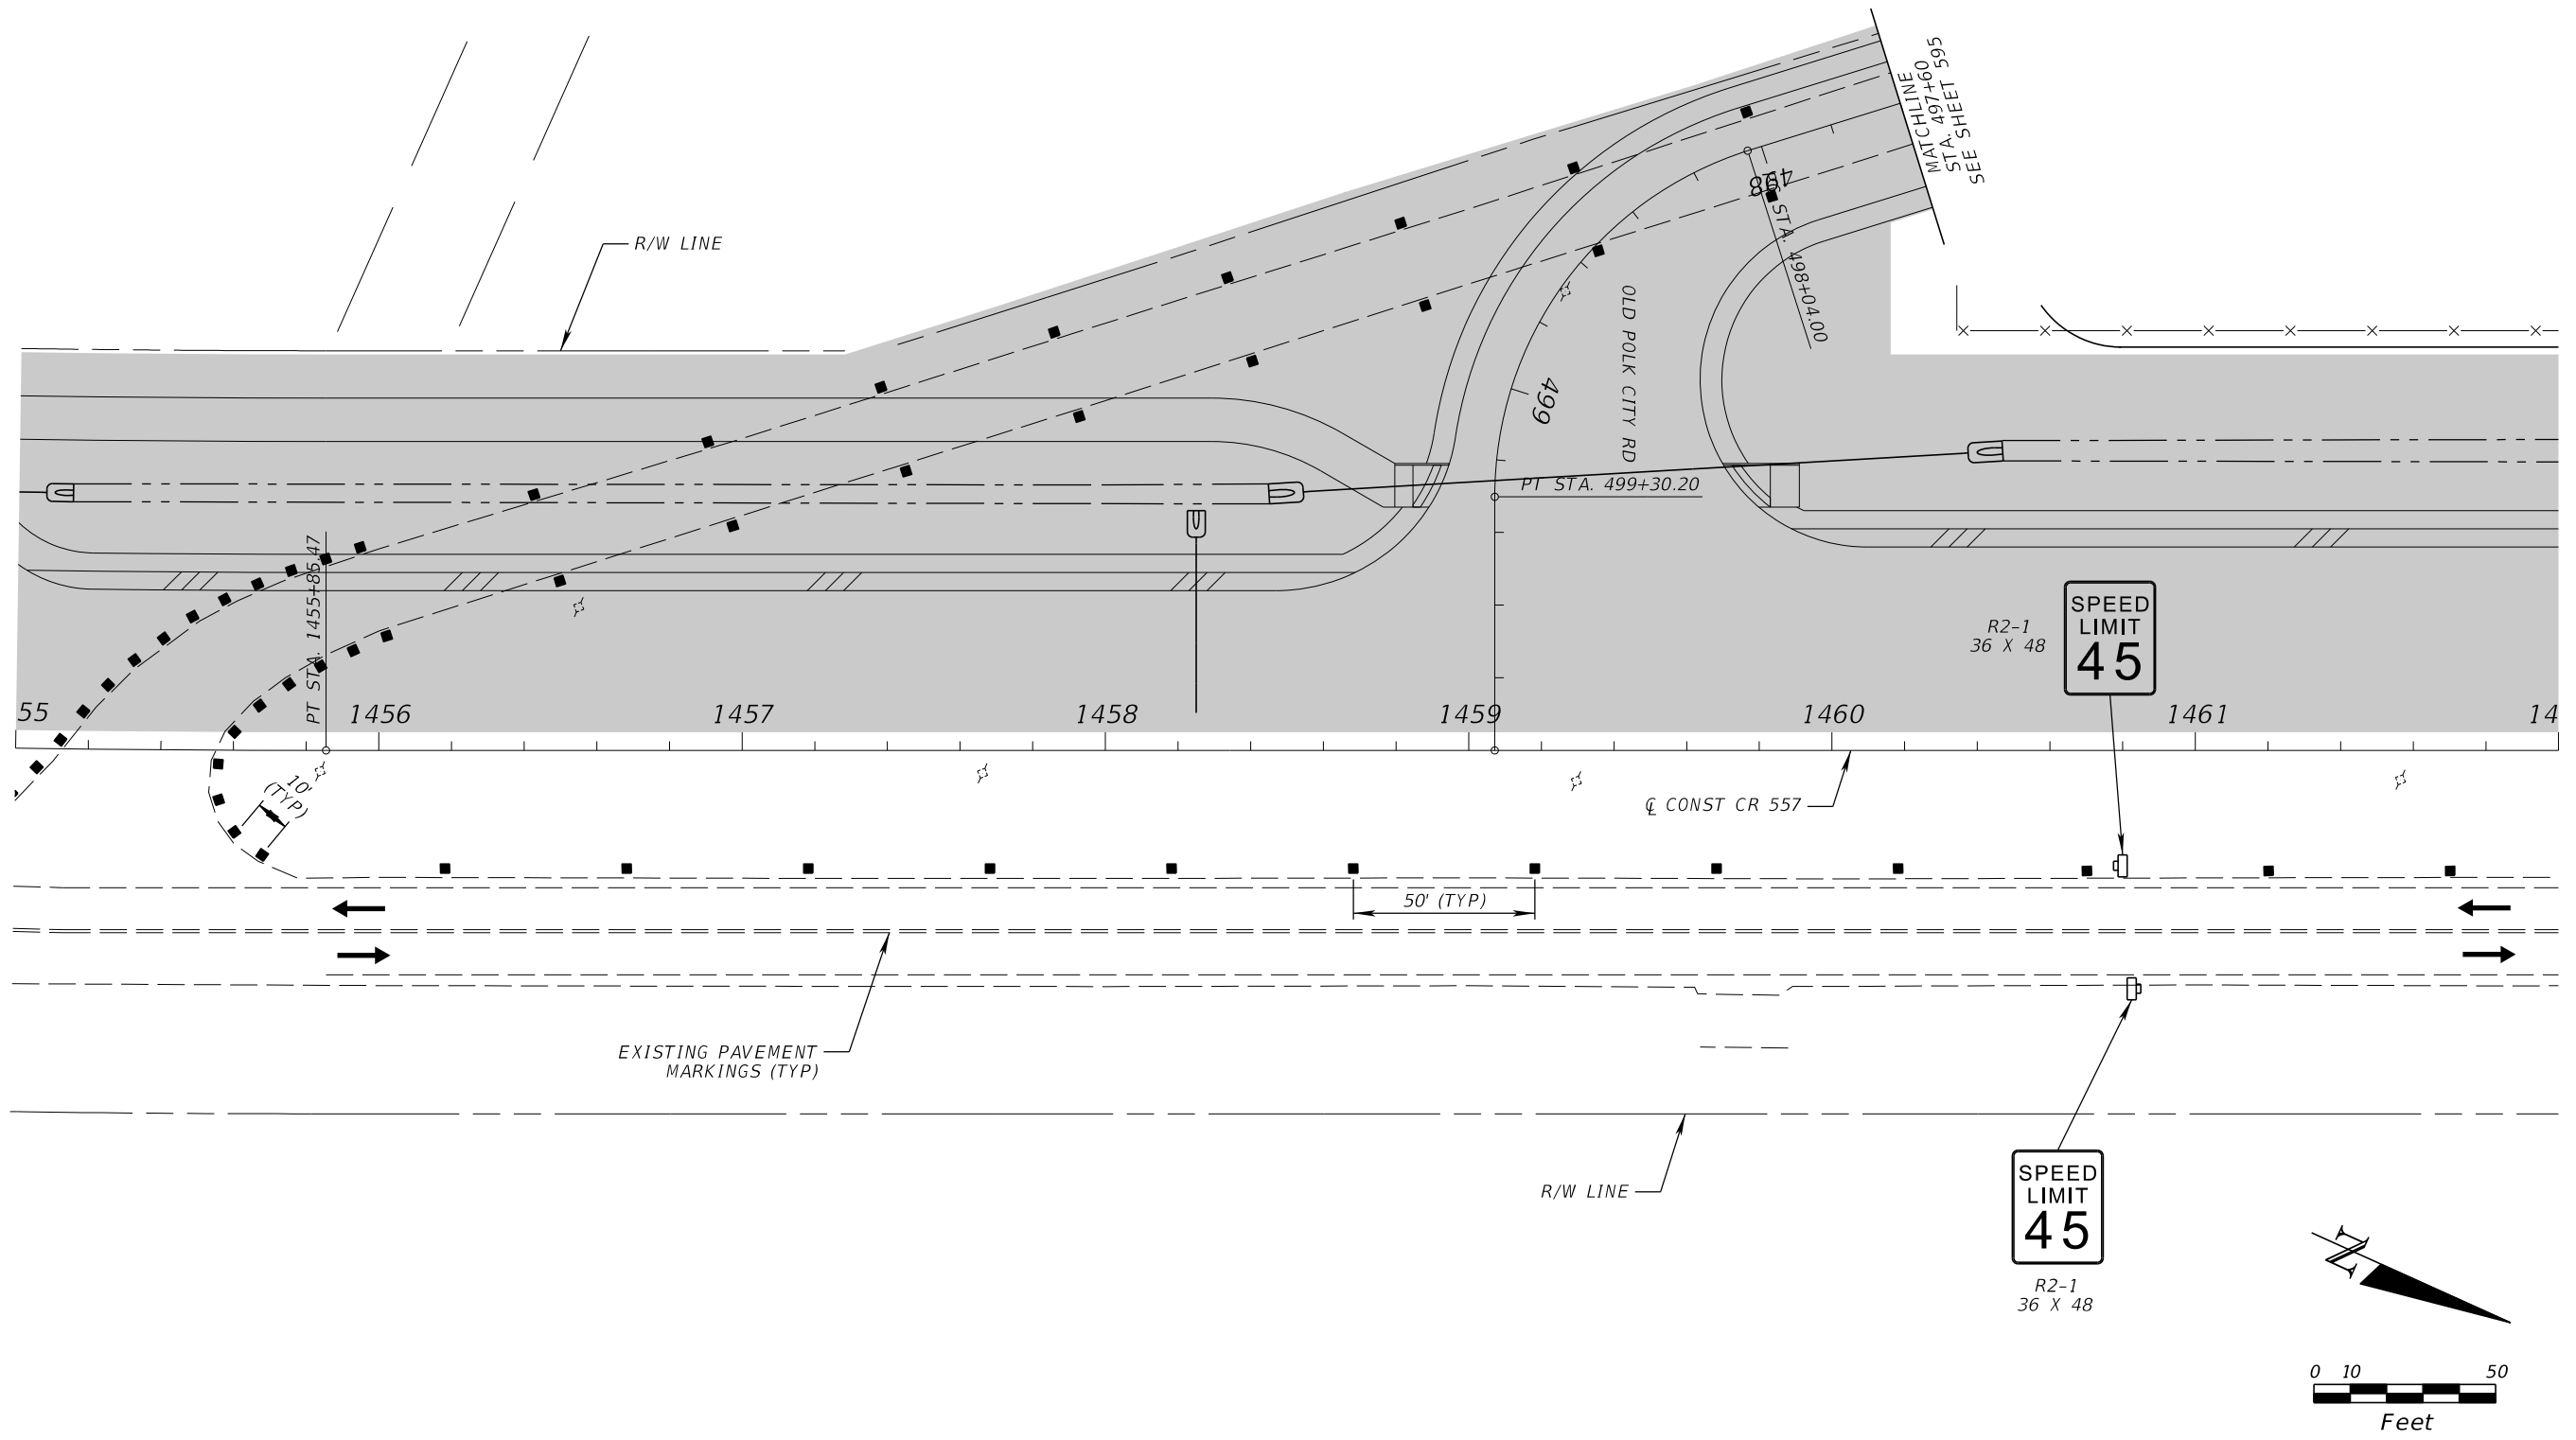 MATCHLINE
STA. 497+60
SEE SHEET 595
R/W LINE
498
STA. 498+04.00
OLD POLK CITY RD
499
PT STA. 499+30.20
PT STA. 1455+85.47
SPEED
LIMIT
45
R2-1
36 X 48
55
1456
1457
1458
1459
1460
1461
14
10'
(TYP)
℄ CONST CR 557
50' (TYP)
EXISTING PAVEMENT
MARKINGS (TYP)
R/W LINE
SPEED
LIMIT
45
R2-1
36 X 48
N
0 10 50
Feet